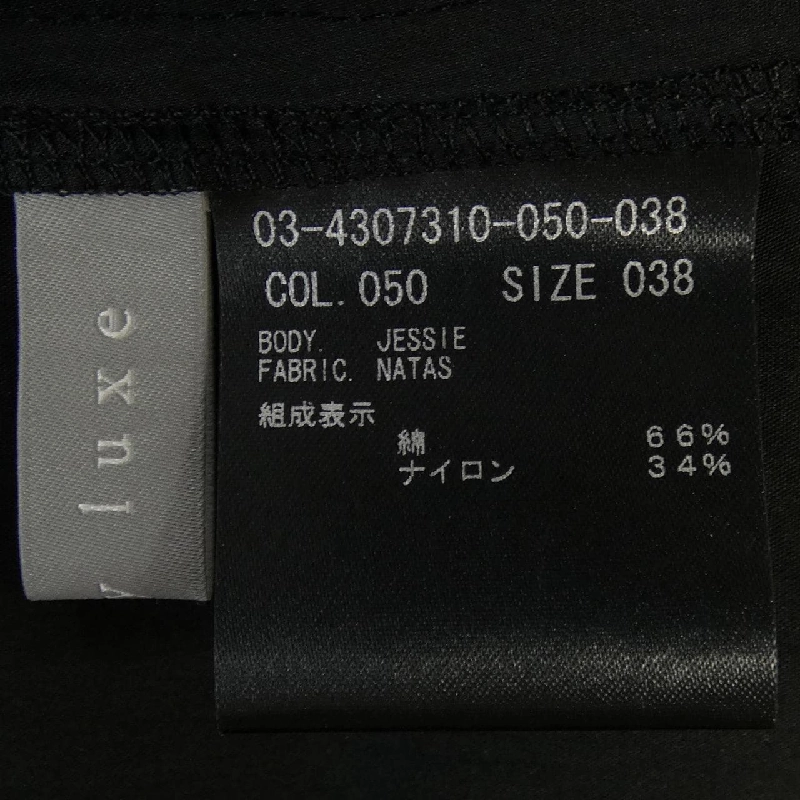 luxe
03-4307310-050-038
COL.050 SIZE 038
BODY. JESSIE
FABRIC. NATAS
組成表示
綿 66%
ナイロン 34%